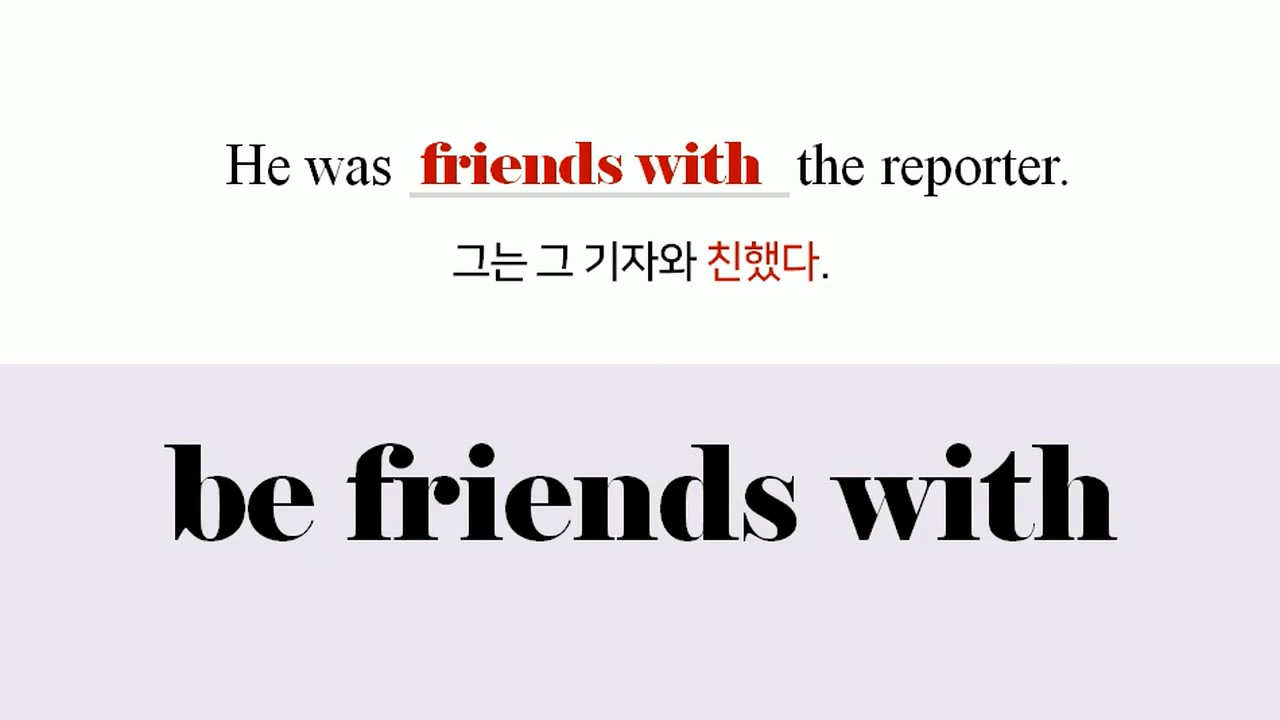 He was friends with the reporter.
그는 그 기자와 친했다.
be friends with